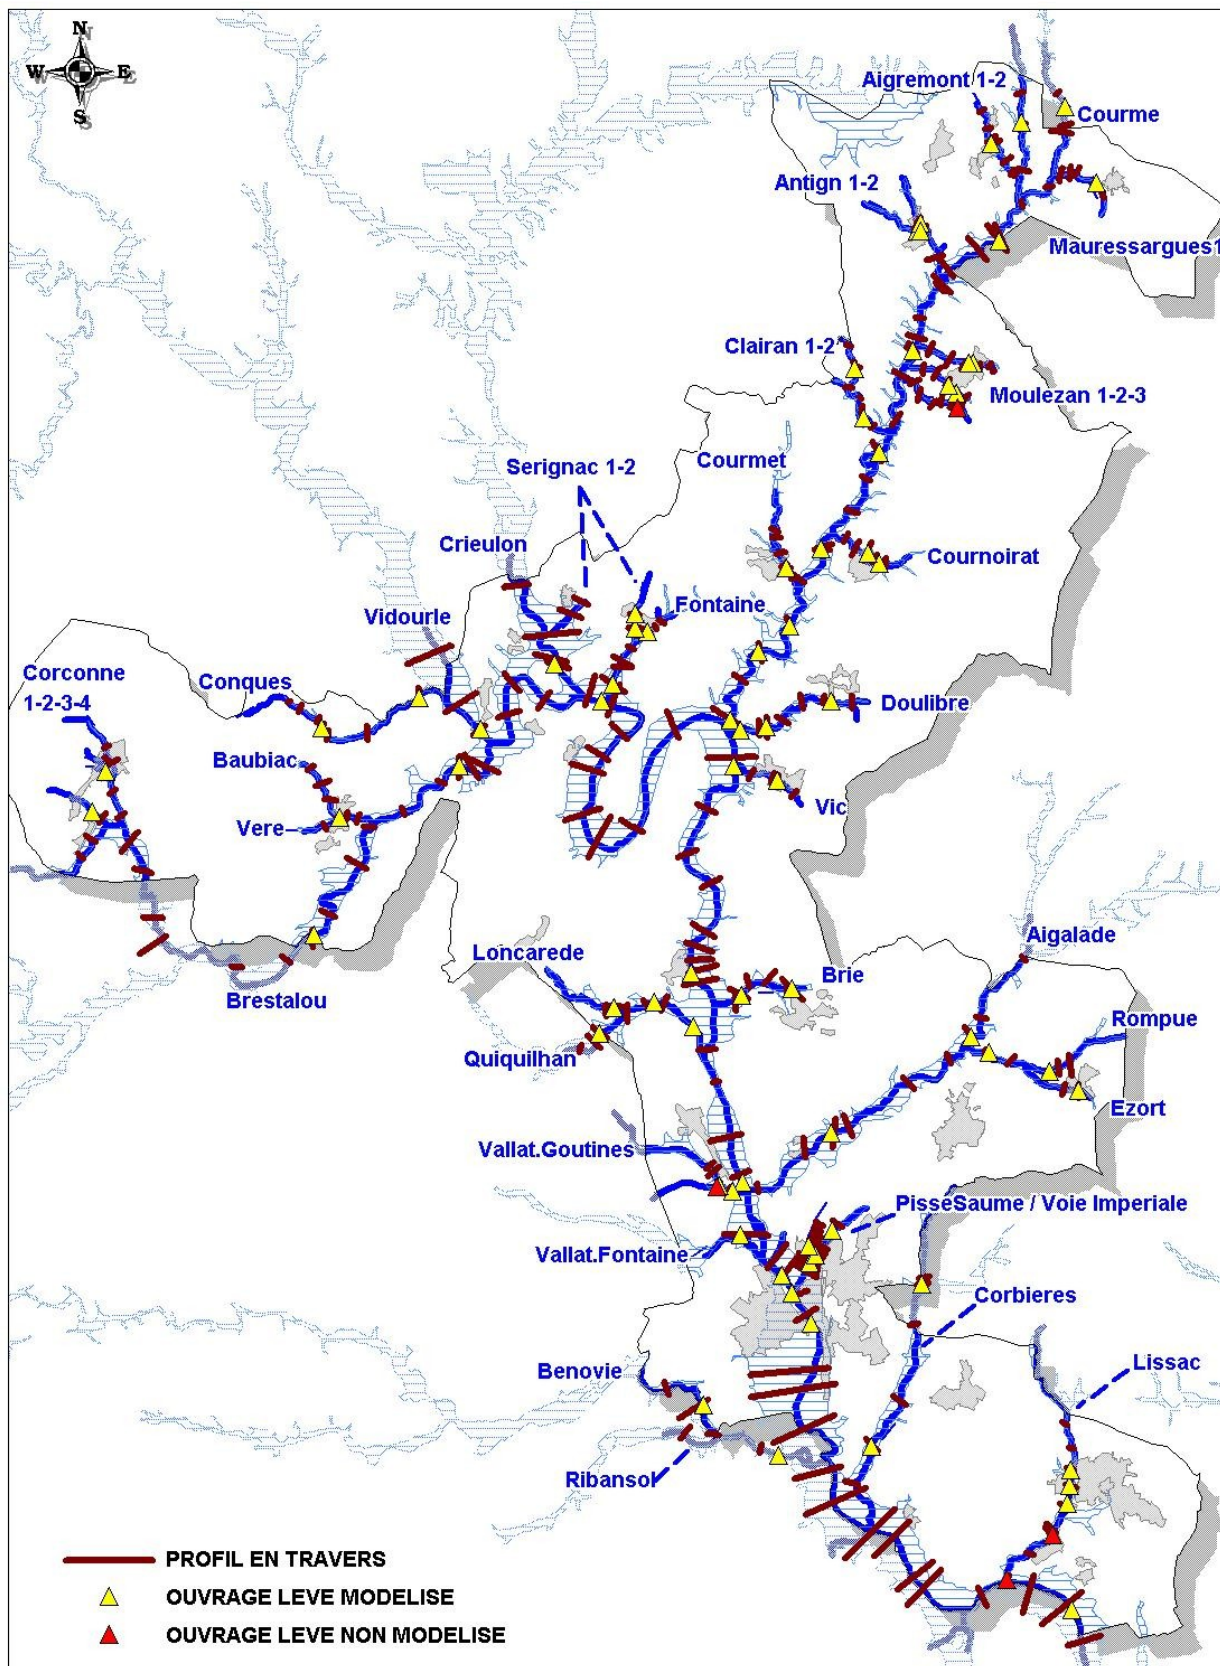 N
W E
S
Aigremont 1-2
Courme
Antign 1-2
Mauressargues1
Clairan 1-2
Moulezan 1-2-3
Courmet
Serignac 1-2
Crieulon
Cournoirat
Fontaine
Vidourle
Corconne
1-2-3-4
Conques
Doulibre
Baubiac
Vic
Vere
Aigalade
Loncarede
Brie
Brestalou
Rompue
Quiquilhan
Ezort
Vallat.Goutines
PisseSaume / Voie Imperiale
Vallat.Fontaine
Corbieres
Benovie
Lissac
Ribansol
PROFIL EN TRAVERS
OUVRAGE LEVE MODELISE
OUVRAGE LEVE NON MODELISE